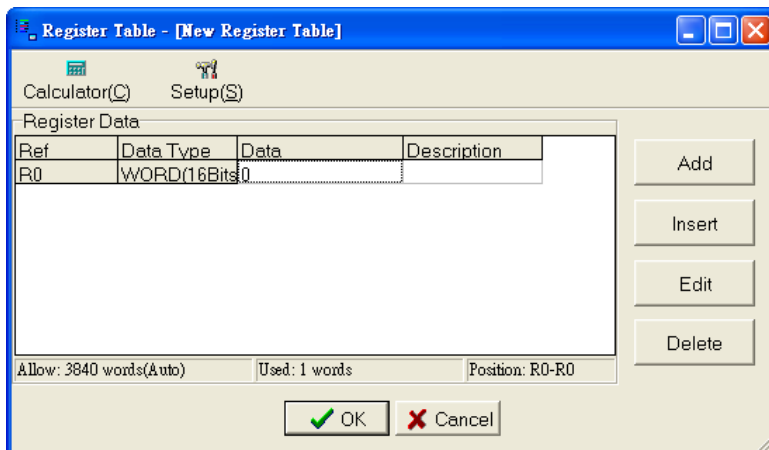 Register Table - [New Register Table]
Calculator(C) Setup(S)
Register Data
Ref Data Type Data Description
R0 WORD(16Bits 0
Add
Insert
Edit
Delete
Allow: 3840 words(Auto) Used: 1 words Position: R0-R0
OK Cancel